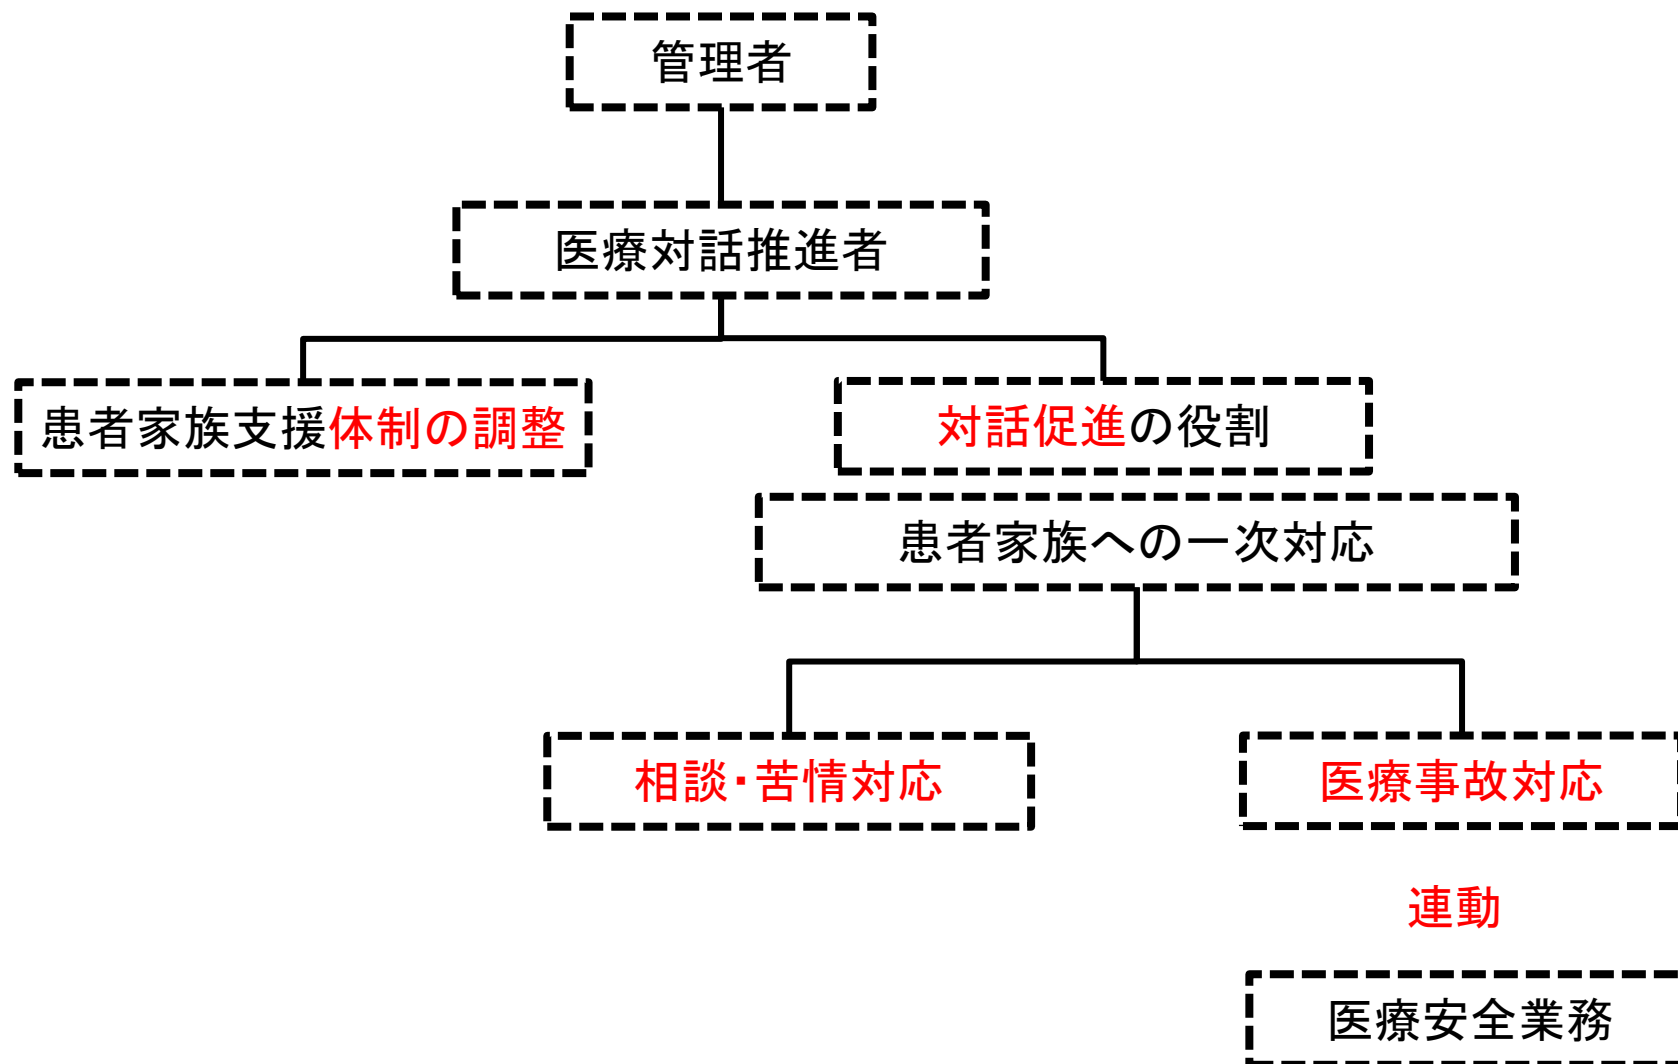 管理者
医療対話推進者
患者家族支援体制の調整
対話促進の役割
患者家族への一次対応
相談・苦情対応
医療事故対応
連動
医療安全業務